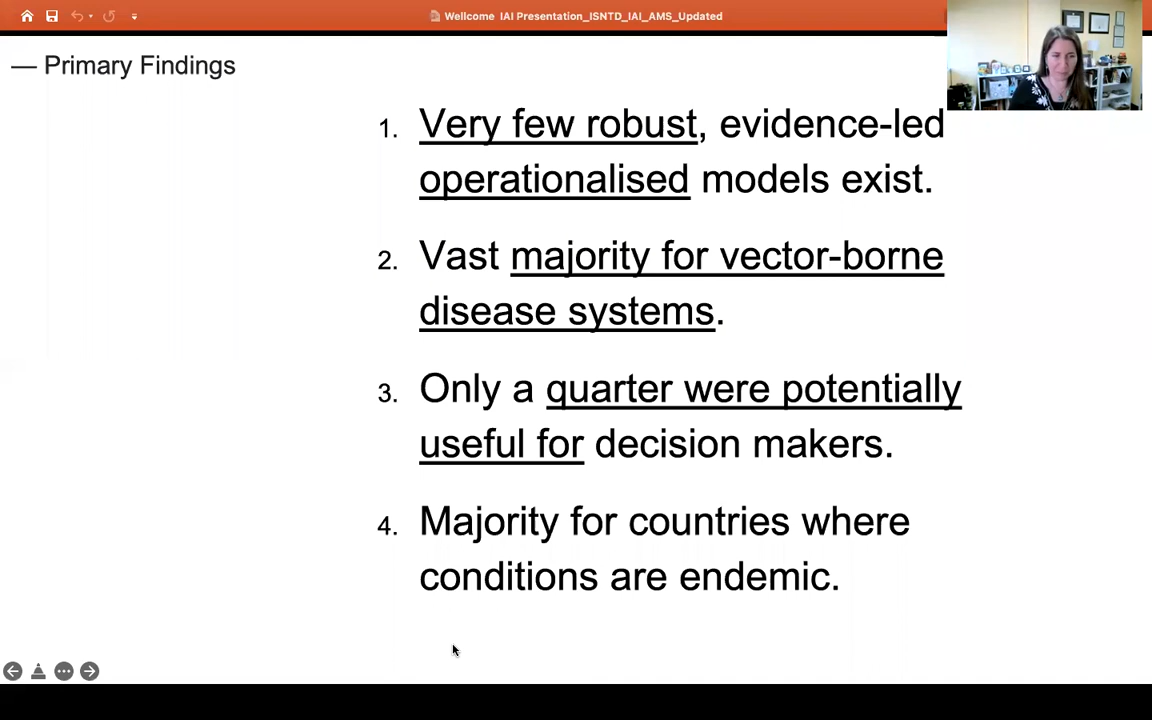 Wellcome IAI Presentation_ISNTD_IAI_AMS_Updated
— Primary Findings
1. Very few robust, evidence-led
operationalised models exist.
2. Vast majority for vector-borne
disease systems.
3. Only a quarter were potentially
useful for decision makers.
4. Majority for countries where
conditions are endemic.